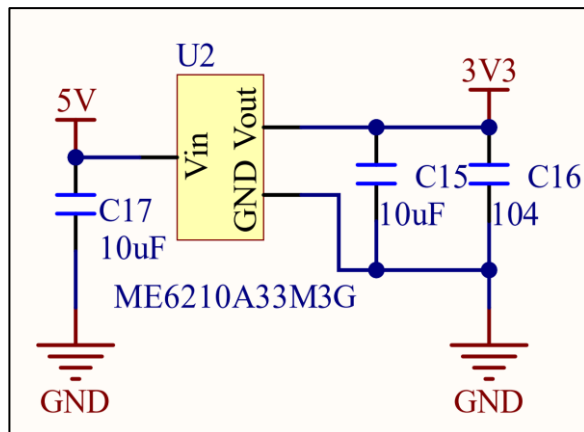 U2
5V
3V3
Vin
Vout
GND
C17
10uF
C15
10uF
C16
104
ME6210A33M3G
GND
GND